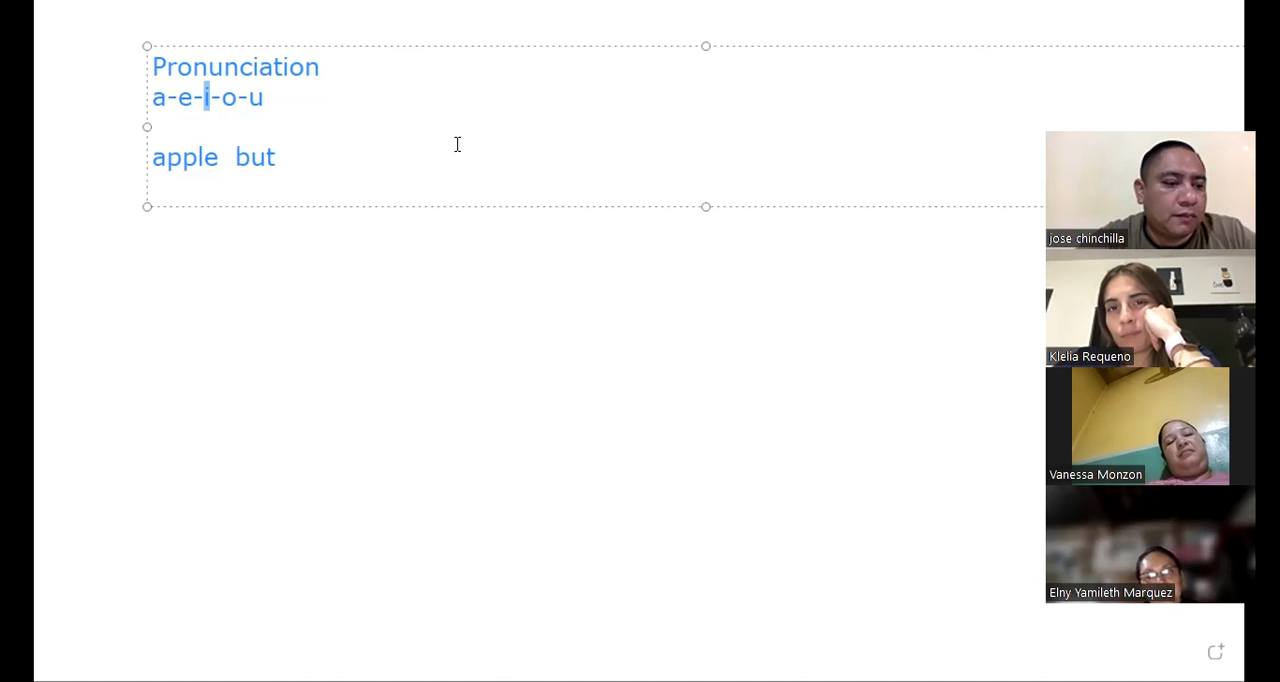 Pronunciation
a-e-i-o-u
apple but
jose chinchilla
Klelia Requeno
Vanessa Monzon
Elny Yamileth Marquez